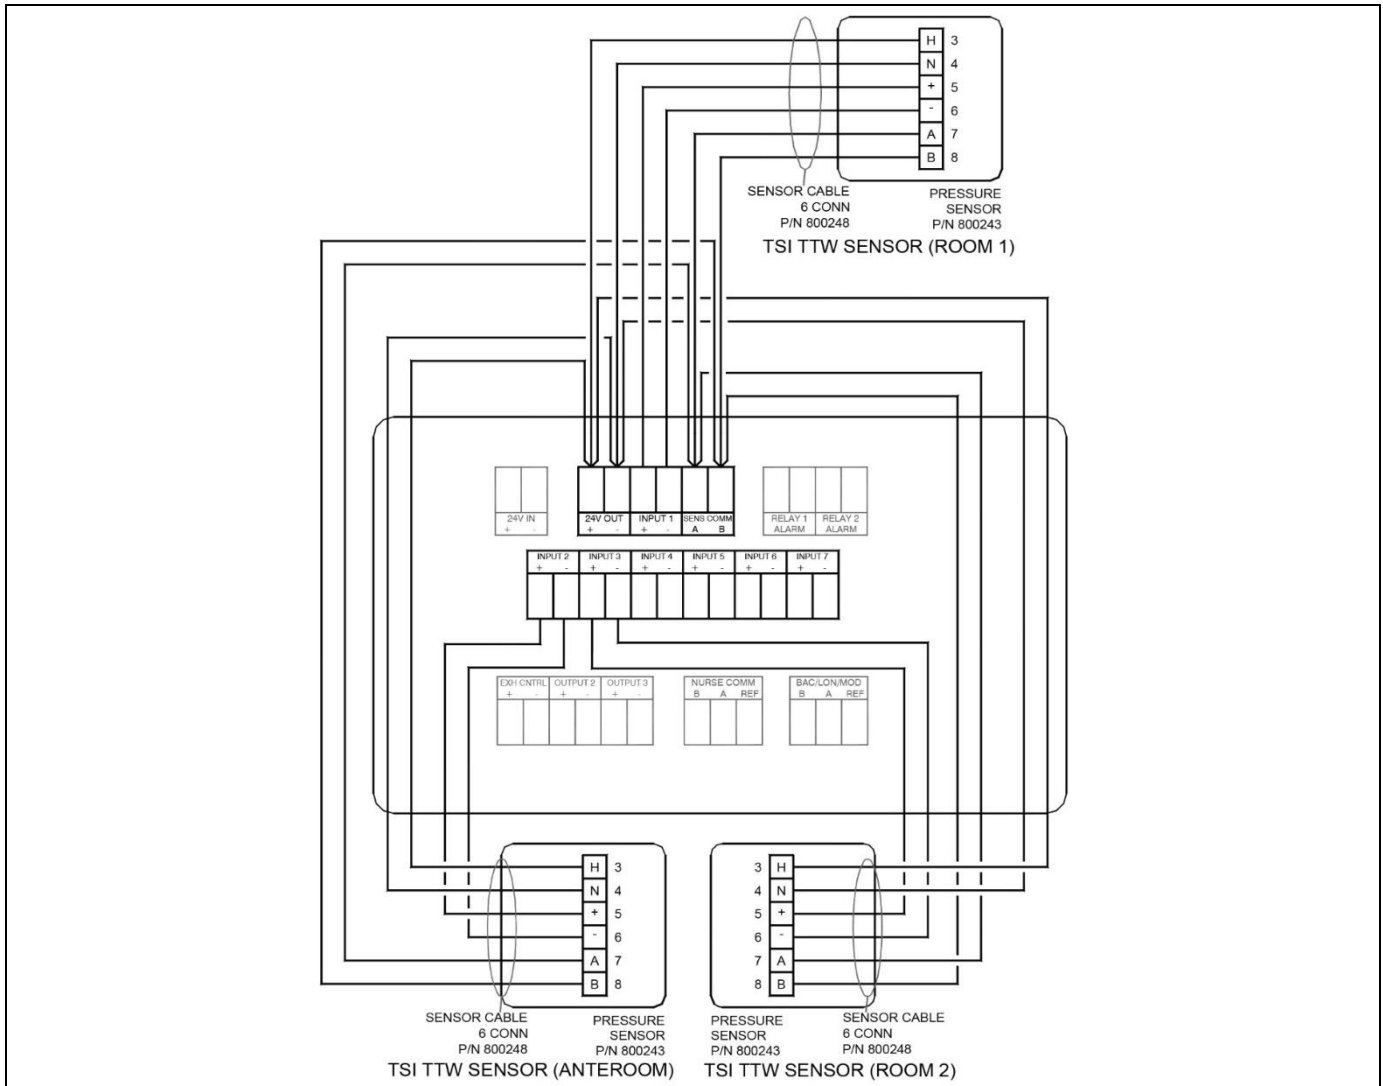 H 3
N 4
+ 5
- 6
A 7
B 8
SENSOR CABLE
6 CONN
P/N 800248
PRESSURE
SENSOR
P/N 800243
TSI TTW SENSOR (ROOM 1)
24V IN
+ -
24V OUT INPUT 1 SENS COMM
+ - + - A B
RELAY 1 RELAY 2
ALARM ALARM
INPUT 2 INPUT 3 INPUT 4 INPUT 5 INPUT 6 INPUT 7
+ - + - + - + - + - + -
EXH CNTRL OUTPUT 2 OUTPUT 3
+ - + - + -
NURSE COMM
B A REF
BAC/LON/MOD
B A REF
H 3
N 4
+ 5
- 6
A 7
B 8
SENSOR CABLE
6 CONN
P/N 800248
PRESSURE
SENSOR
P/N 800243
TSI TTW SENSOR (ANTEROOM)
3 H
4 N
5 +
6 -
7 A
8 B
PRESSURE
SENSOR
P/N 800243
SENSOR CABLE
6 CONN
P/N 800248
TSI TTW SENSOR (ROOM 2)